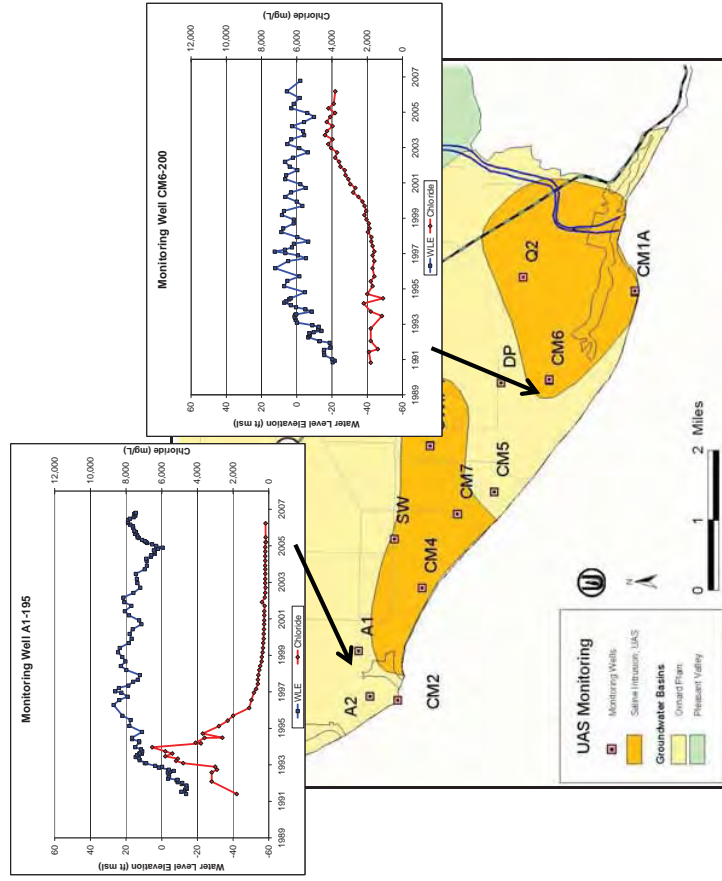 Monitoring Well A1-195
Water Level Elevation (ft msl)
60
40
20
0
-20
-40
-60
Chloride (mg/L)
12,000
10,000
8,000
6,000
4,000
2,000
0
1989
1991
1993
1995
1997
1999
2001
2003
2005
2007
WLE
Chloride
Monitoring Well CM6-200
Water Level Elevation (ft msl)
60
40
20
0
-20
-40
-60
Chloride (mg/L)
12,000
10,000
8,000
6,000
4,000
2,000
0
1989
1991
1993
1995
1997
1999
2001
2003
2005
2007
WLE
Chloride
A2
A1
CM2
SW
CM4
CM7
CM5
DP
Q2
CM6
CM1A
UAS Monitoring
Monitoring Wells
Saline Intrusion, UAS
Groundwater Basins
Oxnard Plain
Pleasant Valley
N
0
1
2
Miles